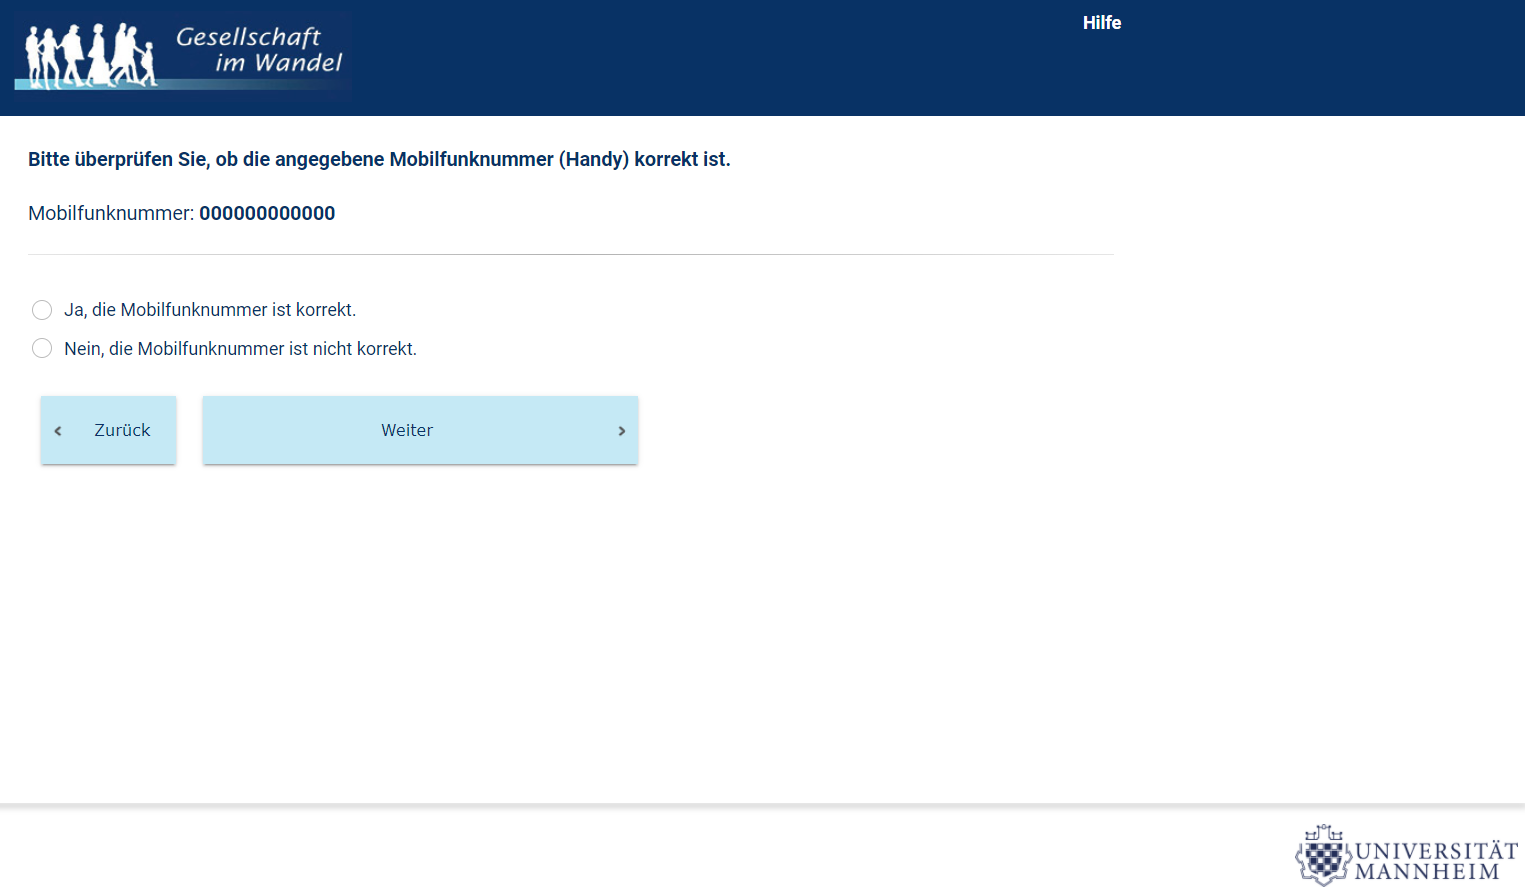 Gesellschaft
im Wandel
Hilfe
Bitte überprüfen Sie, ob die angegebene Mobilfunknummer (Handy) korrekt ist.
Mobilfunknummer: 000000000000
Ja, die Mobilfunknummer ist korrekt.
Nein, die Mobilfunknummer ist nicht korrekt.
Zurück
Weiter
UNIVERSITÄT
MANNHEIM